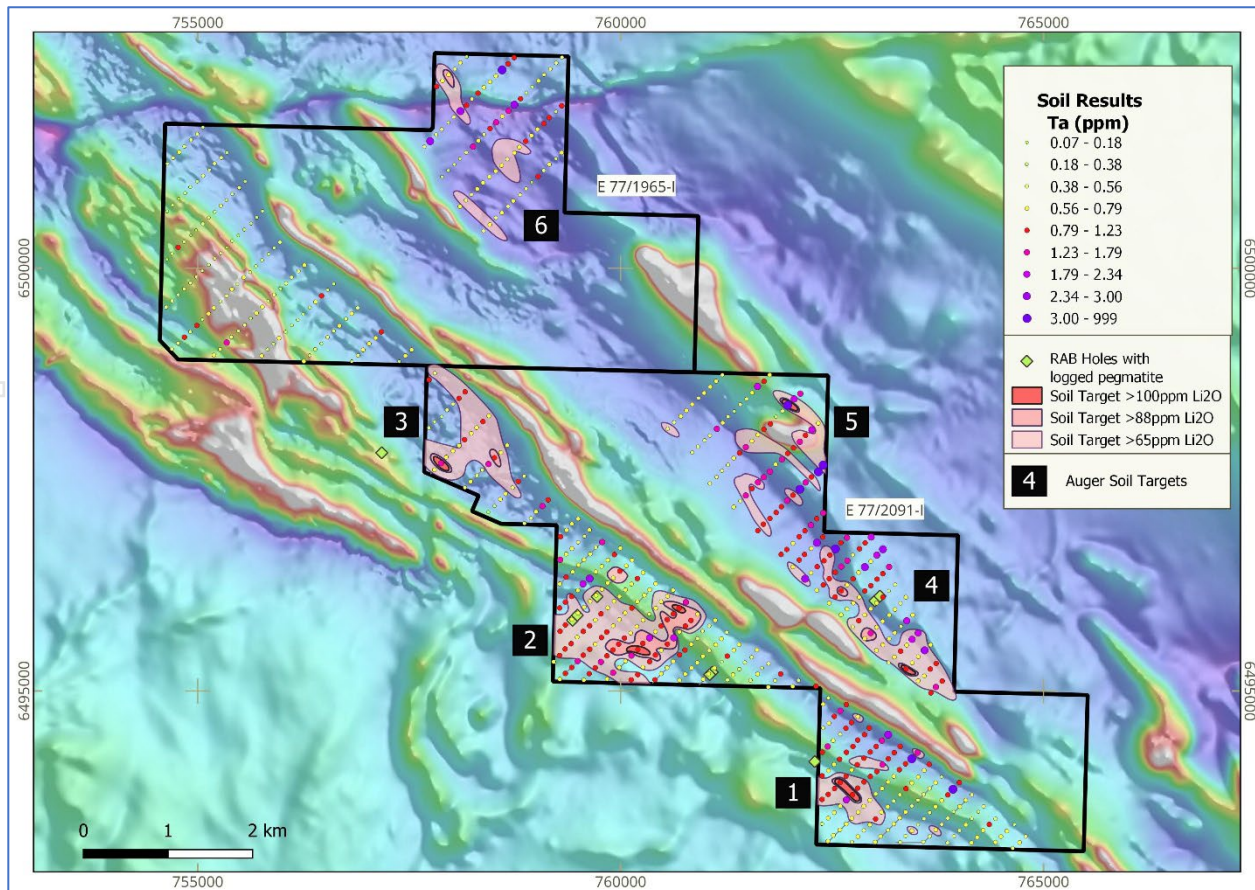 755000
760000
765000
Soil Results
Ta (ppm)
0.07 - 0.18
0.18 - 0.38
0.38 - 0.56
0.56 - 0.79
0.79 - 1.23
1.23 - 1.79
1.79 - 2.34
2.34 - 3.00
3.00 - 999
RAB Holes with
logged pegmatite
Soil Target >100ppm Li2O
Soil Target >88ppm Li2O
Soil Target >65ppm Li2O
4
Auger Soil Targets
E 77/1965-I
6
6500000
6500000
3
5
E 77/2091-I
4
2
6495000
6495000
1
0
1
2 km
755000
760000
765000